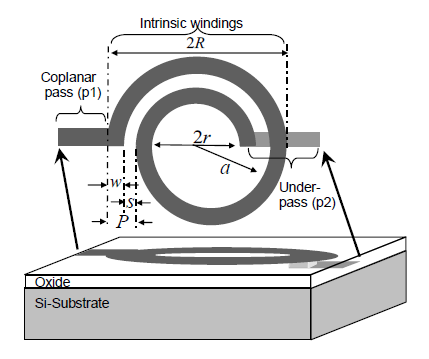 Intrinsic windings
2R
Coplanar
pass (p1)
2r
a
w
s
P
Under-
pass (p2)
Oxide
Si-Substrate